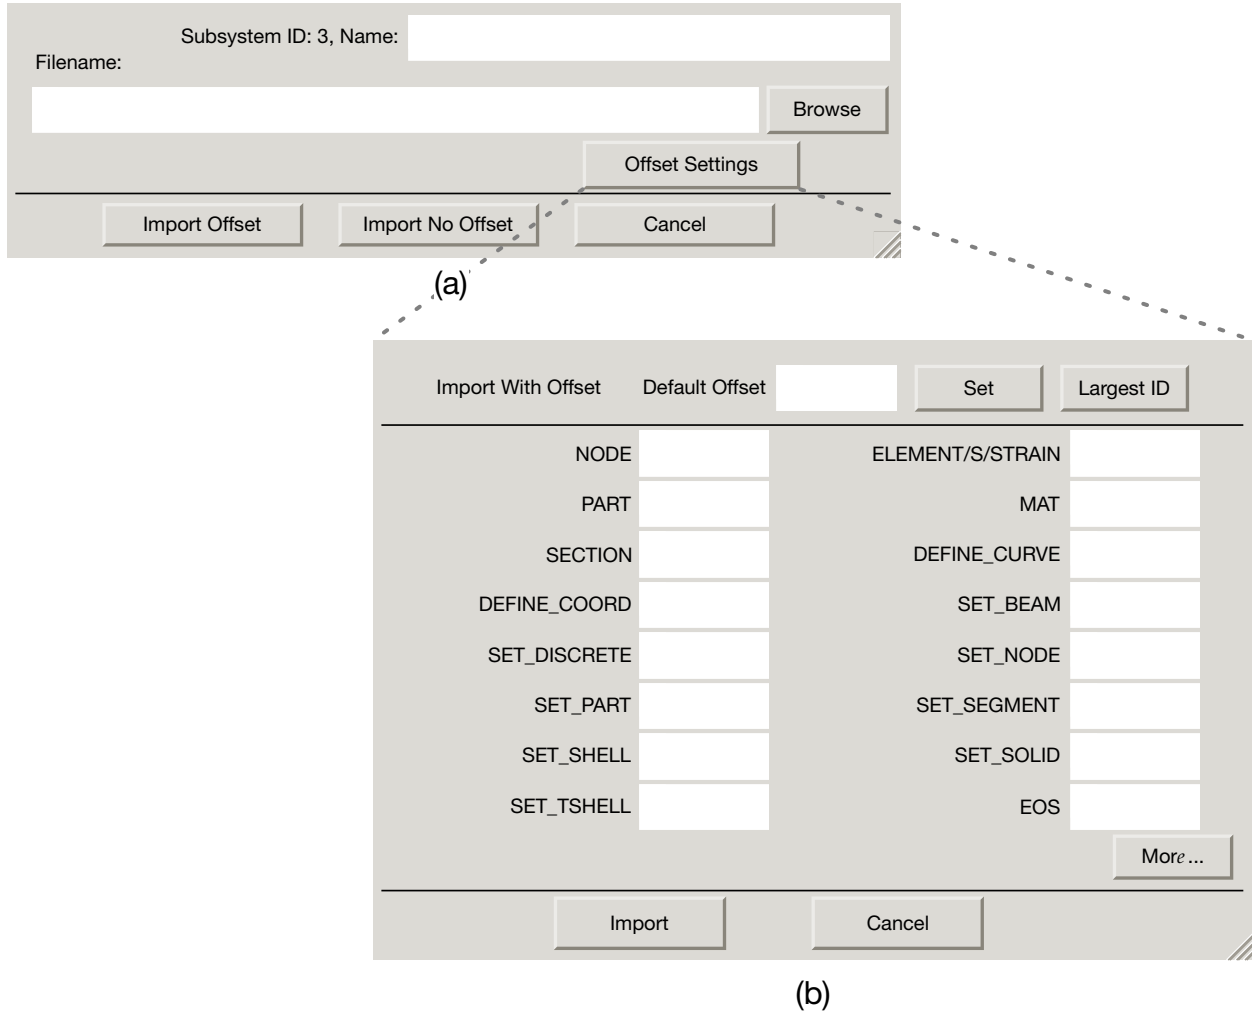 Subsystem ID: 3, Name:
Filename:
Browse
Offset Settings
Import Offset Import No Offset Cancel
(a)
Import With Offset Default Offset Set Largest ID
NODE ELEMENT/S/STRAIN
PART MAT
SECTION DEFINE_CURVE
DEFINE_COORD SET_BEAM
SET_DISCRETE SET_NODE
SET_PART SET_SEGMENT
SET_SHELL SET_SOLID
SET_TSHELL EOS
More ...
Import Cancel
(b)